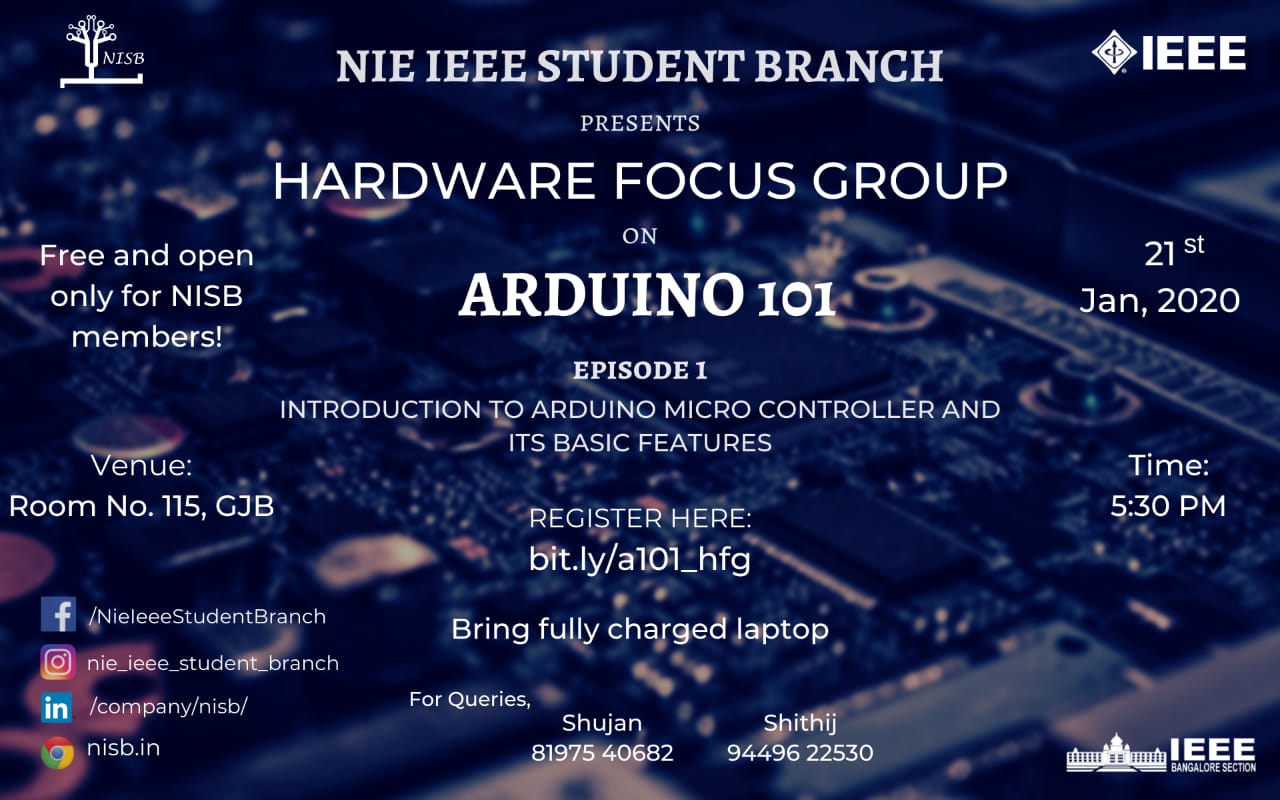 NISB
IEEE
NIE IEEE STUDENT BRANCH
PRESENTS
HARDWARE FOCUS GROUP
ON
ARDUINO 101
Free and open
only for NISB
members!
21 st
Jan, 2020
EPISODE 1
INTRODUCTION TO ARDUINO MICRO CONTROLLER AND
ITS BASIC FEATURES
Venue:
Room No. 115, GJB
Time:
5:30 PM
REGISTER HERE:
bit.ly/a101_hfg
Bring fully charged laptop
/NieIeeeStudentBranch
nie_ieee_student_branch
/company/nisb/
nisb.in
For Queries,
Shujan
81975 40682
Shithij
94496 22530
IEEE
BANGALORE SECTION